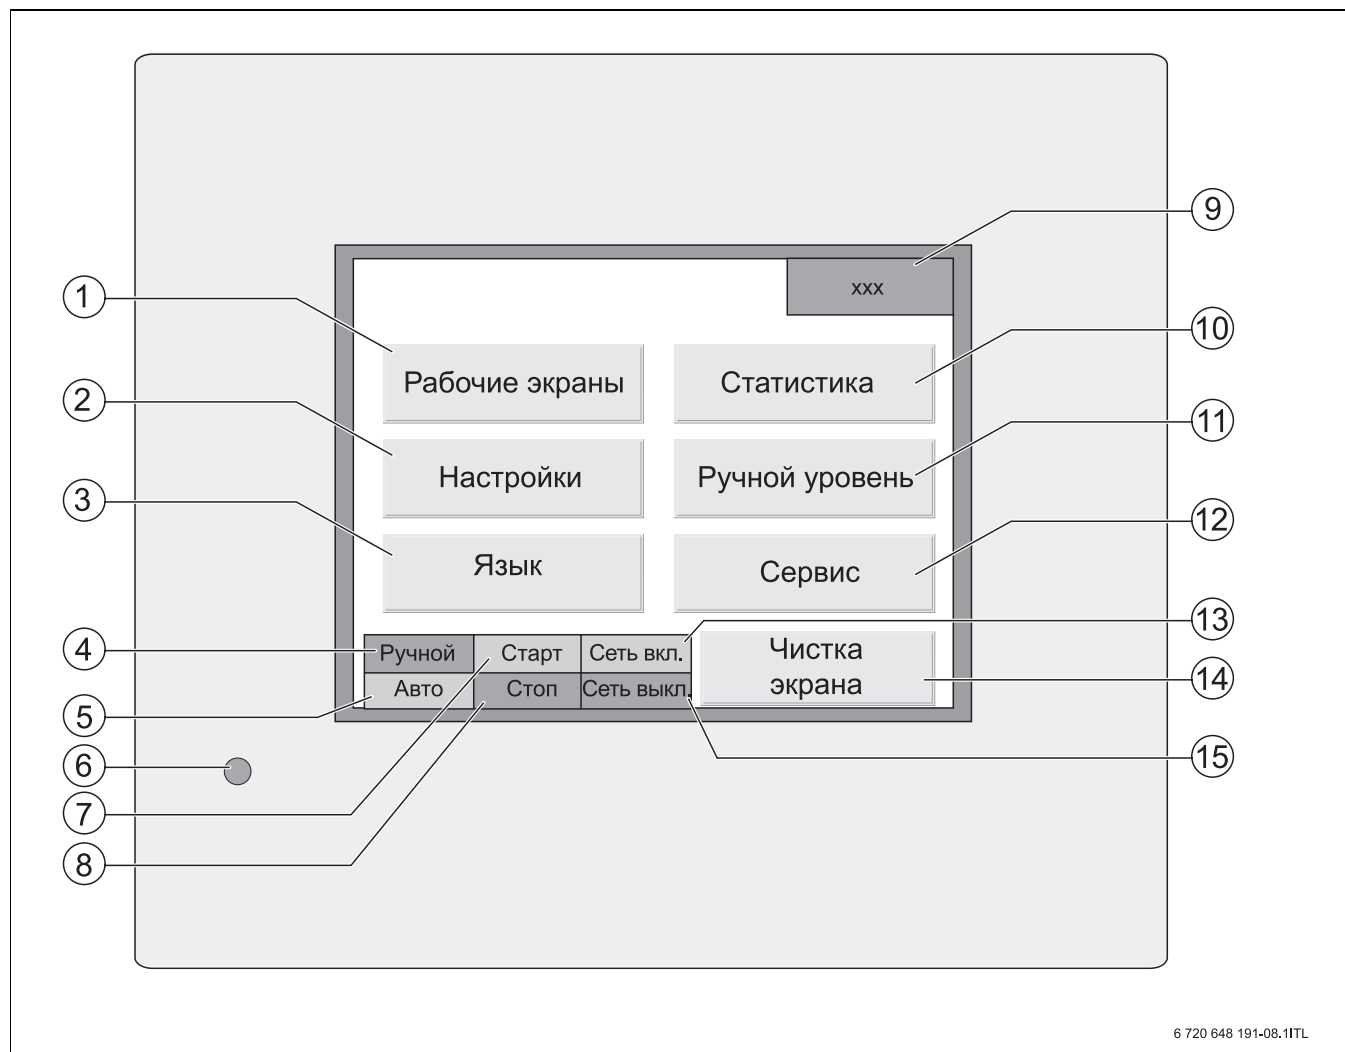 9
xxx
1
10
Рабочие экраны
Статистика
2
11
Настройки
Ручной уровень
3
12
Язык
Сервис
13
4
Ручной
Старт
Сеть вкл.
Чистка
экрана
14
5
Авто
Стоп
Сеть выкл.
6
15
7
8
6 720 648 191-08.1ITL